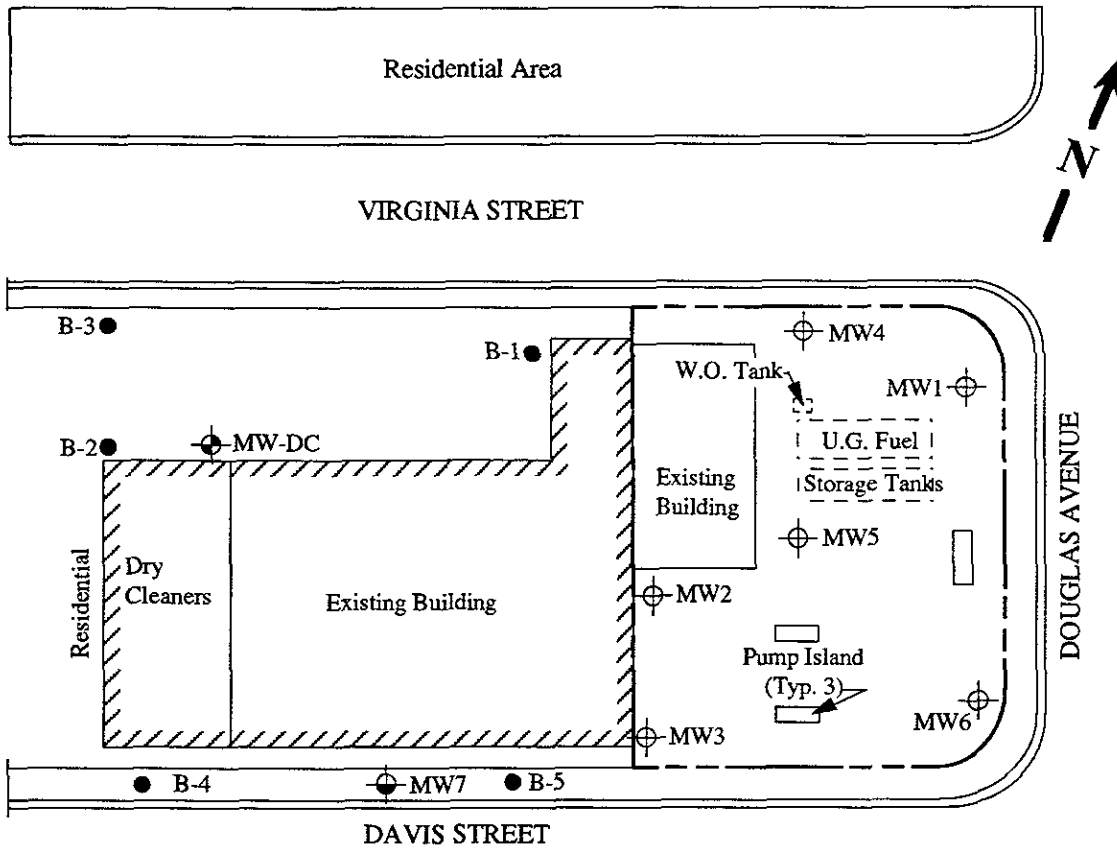 Residential Area
N
VIRGINIA STREET
B-3
B-1
MW4
W.O. Tank
MW1
B-2
MW-DC
U.G. Fuel
Storage Tanks
Existing
Building
MW5
Residential
Dry
Cleaners
Existing Building
MW2
DOUGLAS AVENUE
Pump Island
(Typ. 3)
MW6
MW3
B-4
MW7
B-5
DAVIS STREET